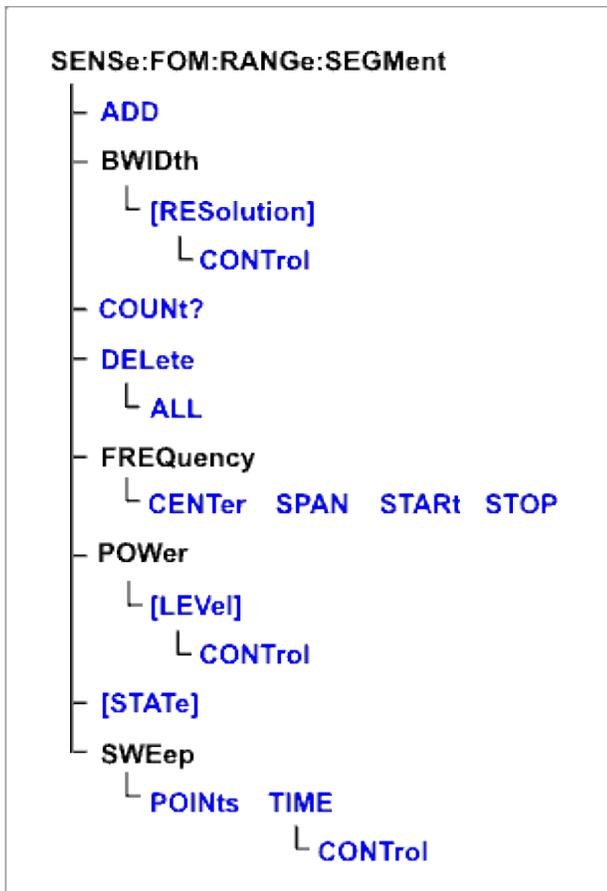 SENSe:FOM:RANGe:SEGMent
ADD
BWIDth
[RESolution]
CONTrol
COUNt?
DELete
ALL
FREQuency
CENTer SPAN STARt STOP
POWer
[LEVel]
CONTrol
[STATe]
SWEep
POINts TIME
CONTrol